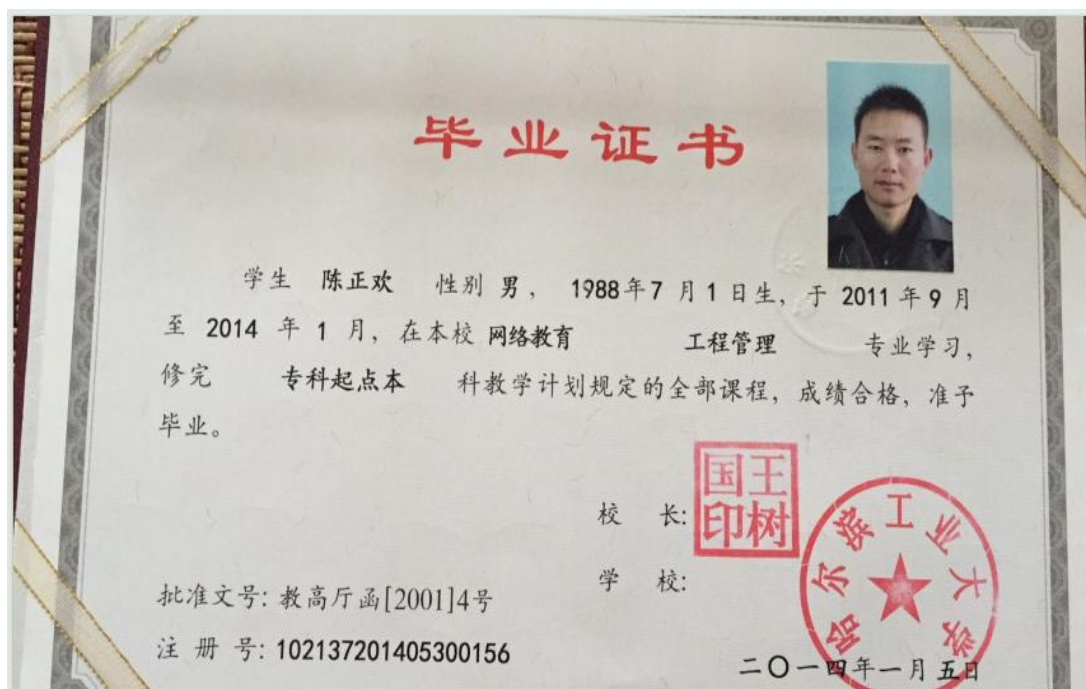 毕业证书
学生 陈正欢 性别 男， 1988年7月1日生，于 2011年9月
至 2014 年 1 月，在本校 网络教育 工程管理 专业学习，
修完 专科起点本 科教学计划规定的全部课程，成绩合格，准予
毕业。
国王
印树
校 长:
哈尔滨工业大学
学 校:
批准文号: 教高厅函[2001]4号
注 册 号: 102137201405300156
二〇一四年一月五日